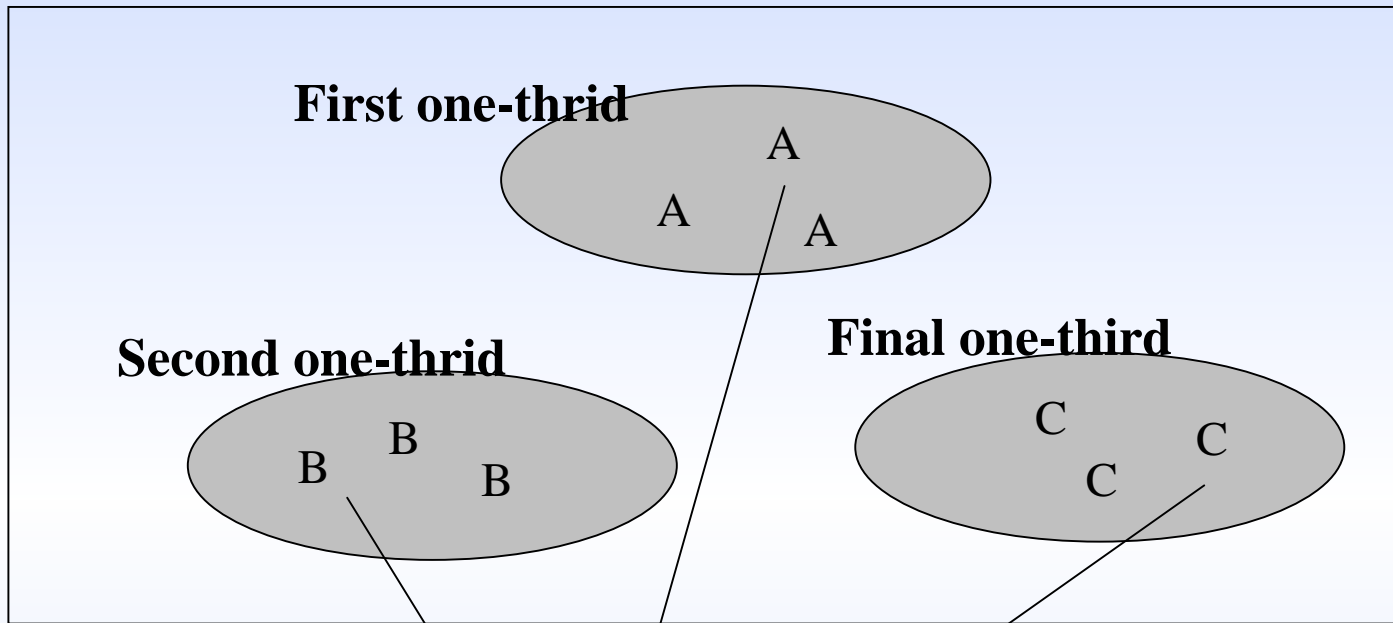 First one-thrid
A
A
A
Second one-thrid
B
B
B
Final one-third
C
C
C